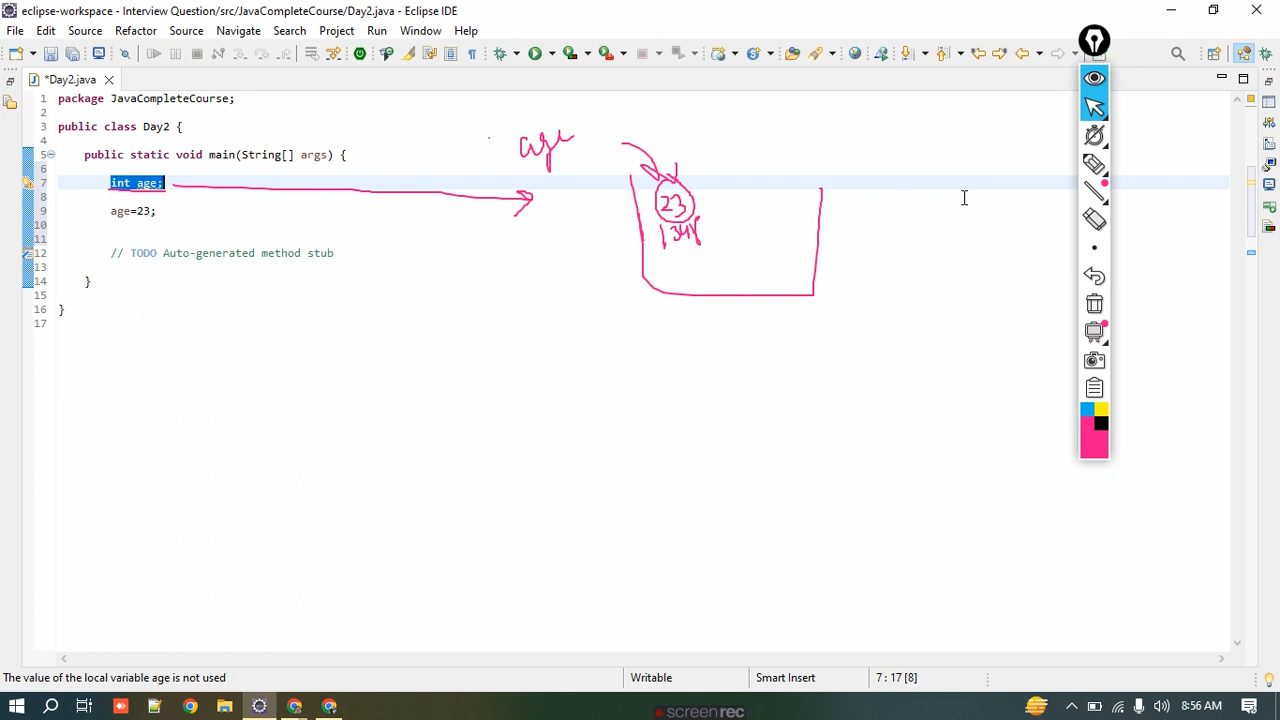 eclipse-workspace - Interview Question/src/JavaCompleteCourse/Day2.java - Eclipse IDE
File Edit Source Refactor Source Navigate Search Project Run Window Help
*Day2.java
1 package JavaCompleteCourse;
2
3 public class Day2 {
4
5 public static void main(String[] args) {
6
7 int age;
8
9 age=23;
10
11
12 // TODO Auto-generated method stub
13
14 }
15
16 }
17
age
23
The value of the local variable age is not used Writable Smart Insert 7 : 17 [8]
8:56 AM
screenrec